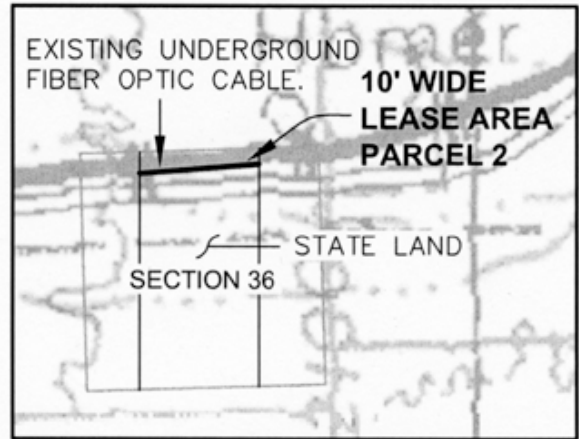 EXISTING UNDERGROUND
FIBER OPTIC CABLE.
10' WIDE
LEASE AREA
PARCEL 2
STATE LAND
SECTION 36